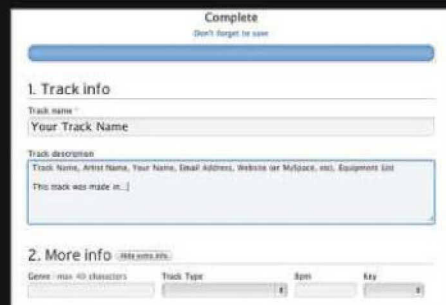 Complete
Don't forget to save
1. Track info
Track name *
Your Track Name
Track description
Track Name, Artist Name, Your Name, Email Address, Website (or MySpace, etc), Equipment List
This track was made in...
2. More info Hide extra info
Genre / max 40 characters
Track Type
Bpm
Key